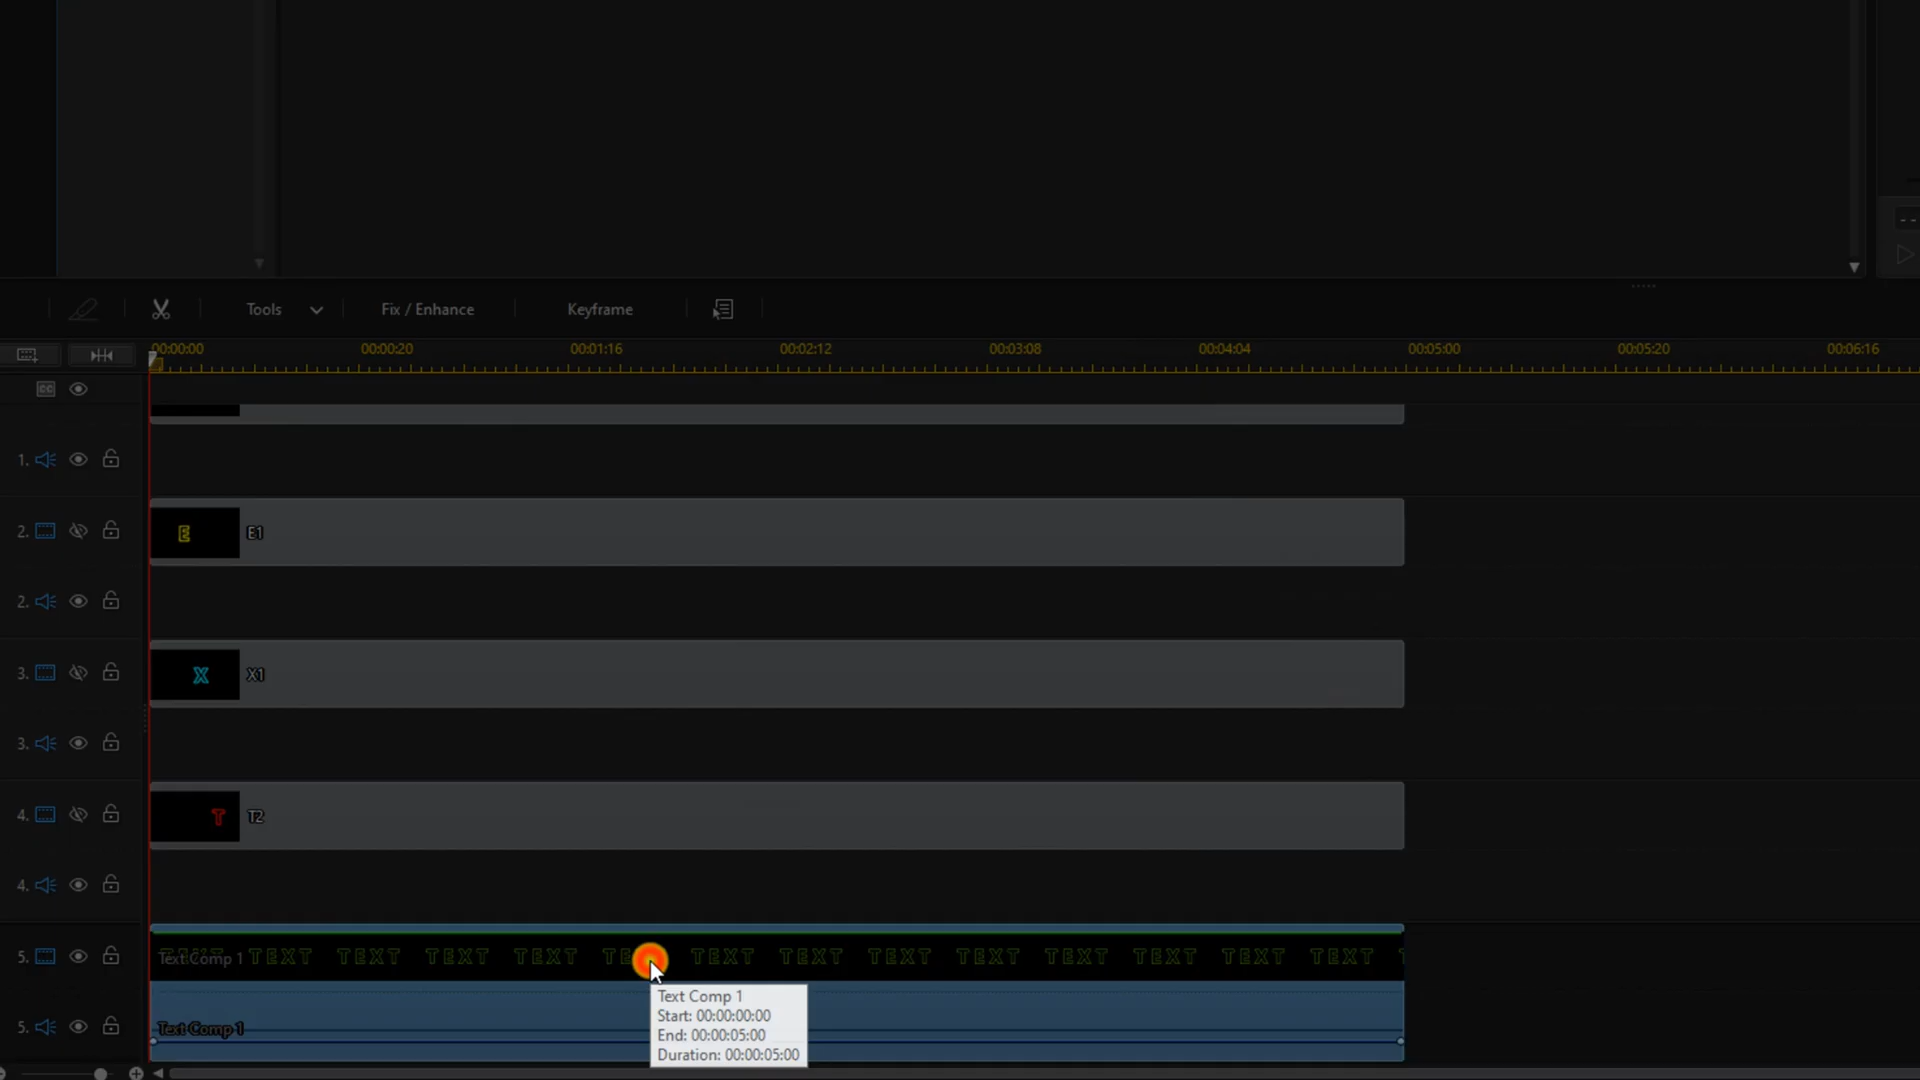 Tools
Fix / Enhance
Keyframe
00:00:00
00:00:20
00:01:16
00:02:12
00:03:08
00:04:04
00:05:00
00:05:20
00:06:16
CC
1.
2.
E
E1
2.
3.
X
X1
3.
4.
T
T2
4.
5.
Text Comp 1
TEXT TEXT TEXT TEXT TE TEXT TEXT TEXT TEXT TEXT TEXT TEXT TEXT
5.
Text Comp 1
Text Comp 1
Start: 00:00:00:00
End: 00:00:05:00
Duration: 00:00:05:00